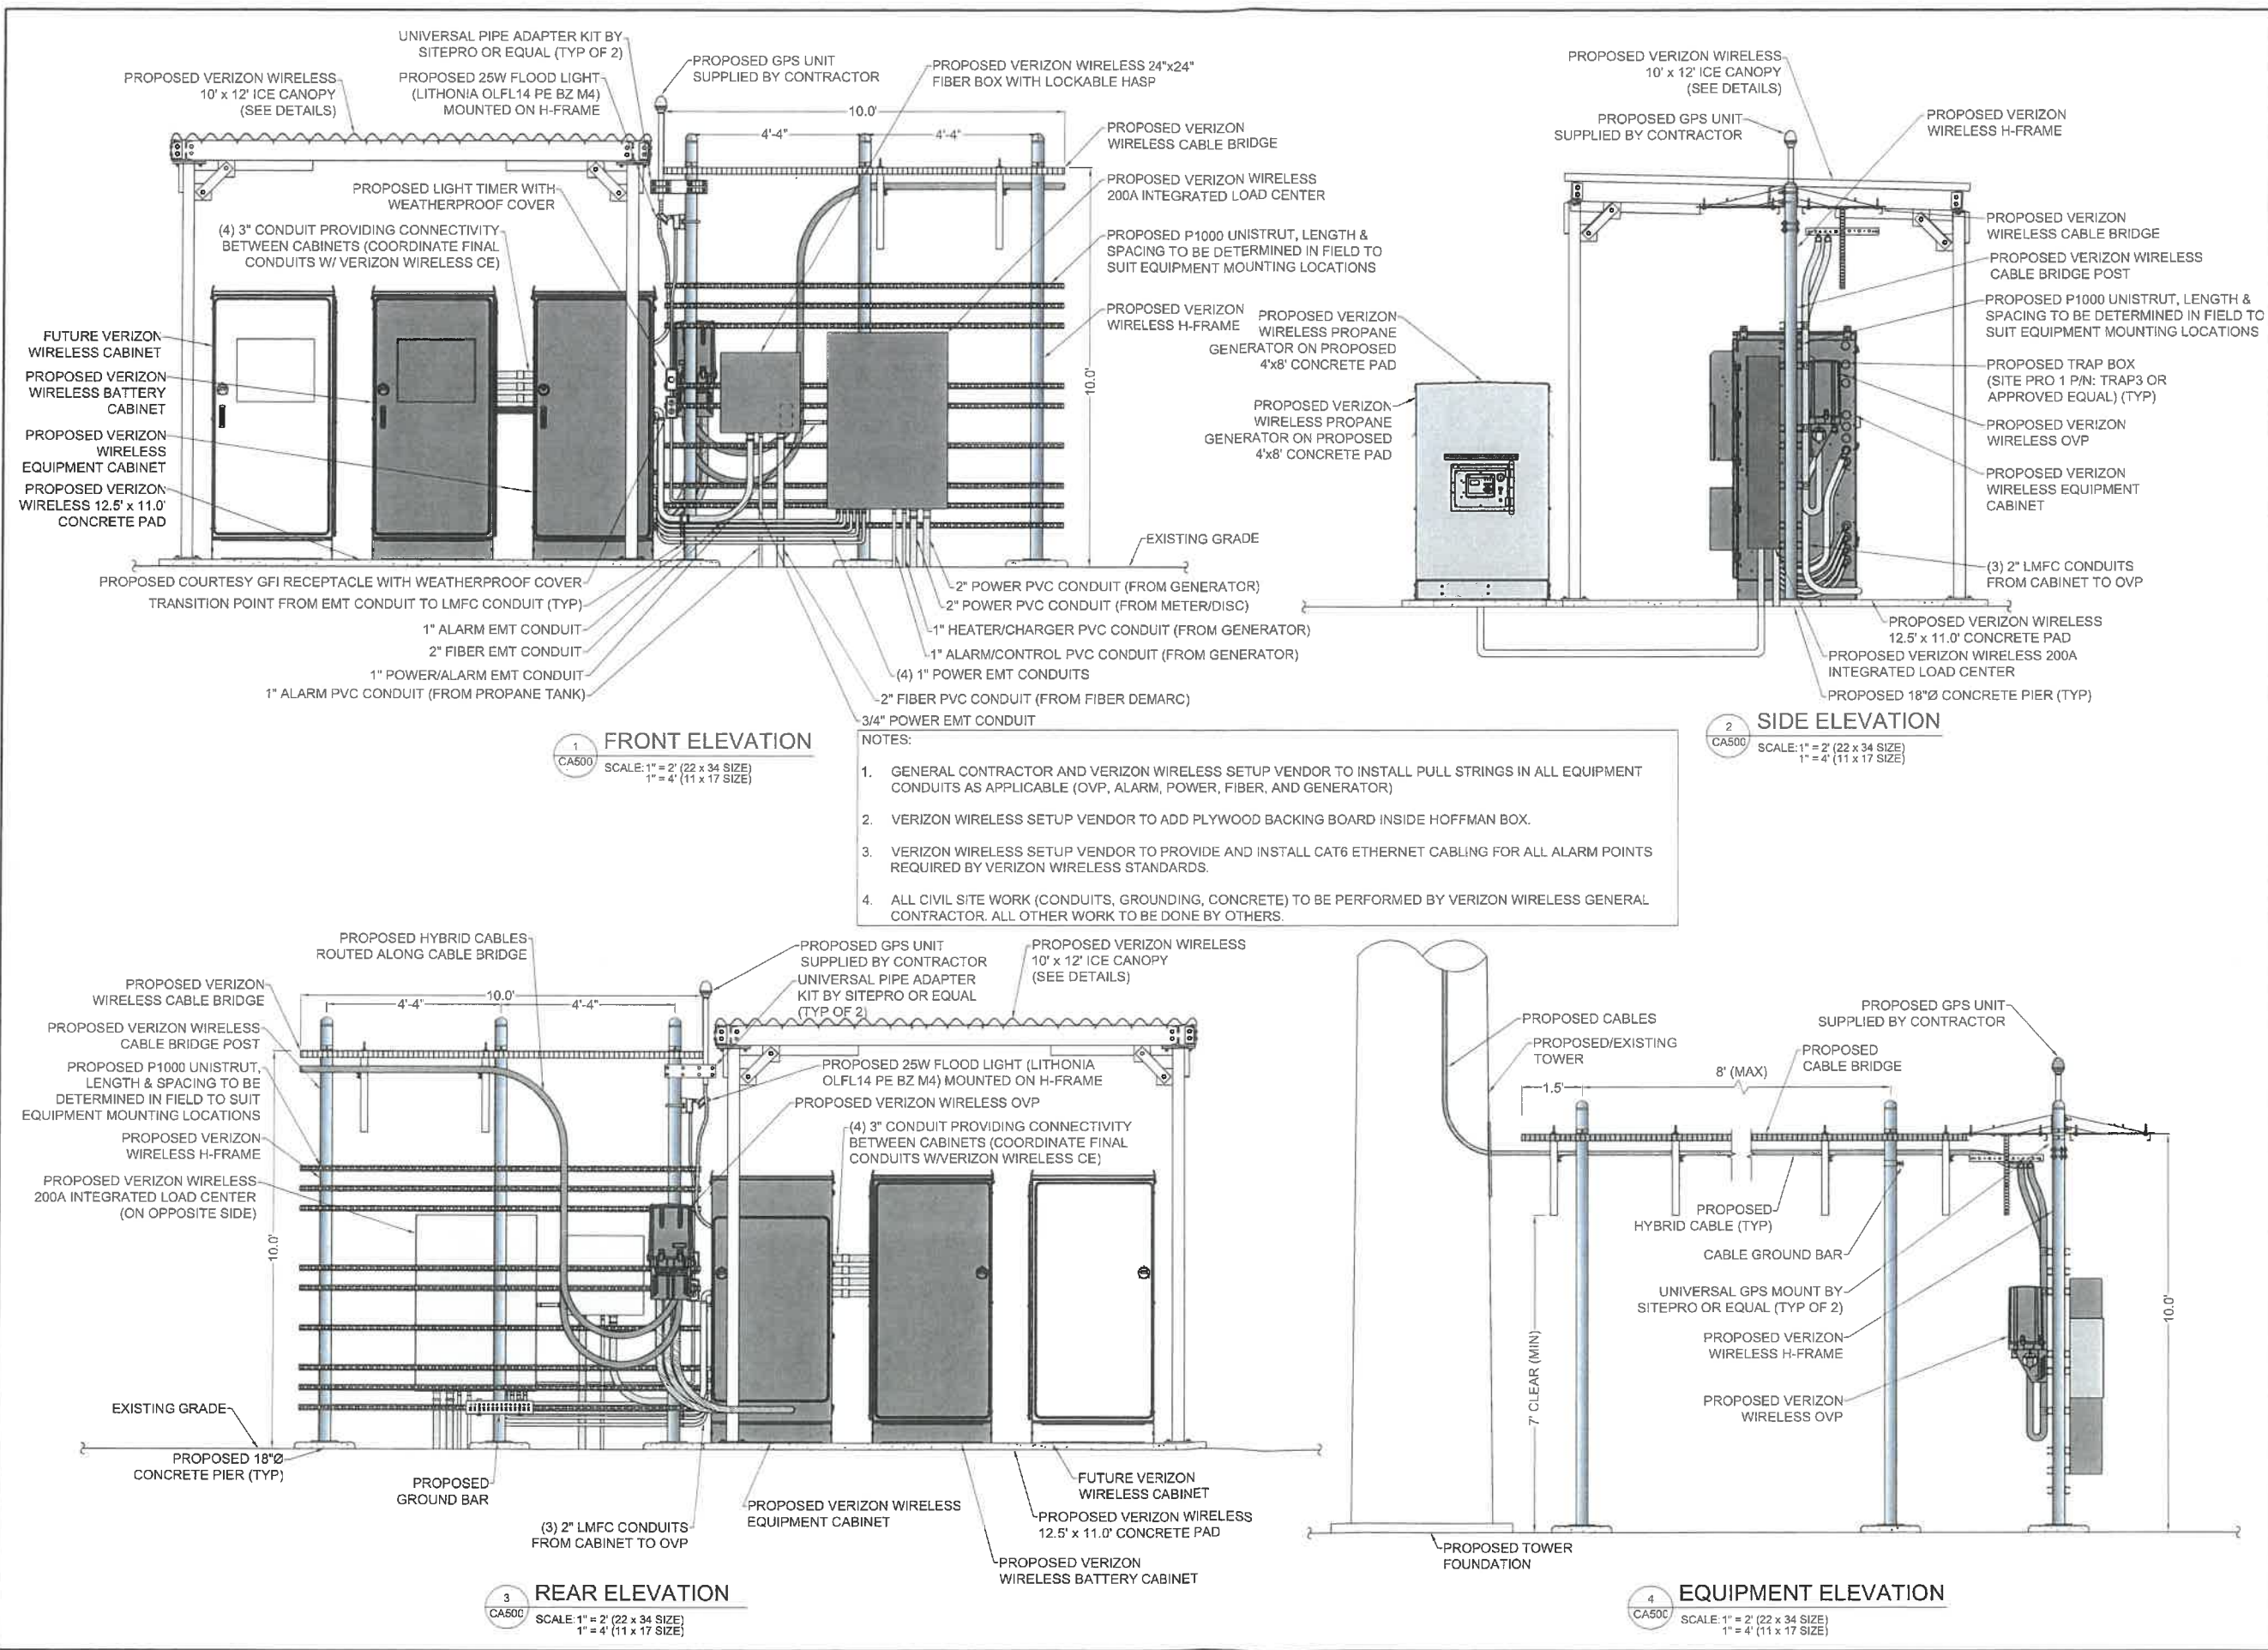 UNIVERSAL PIPE ADAPTER KIT BY
SITEPRO OR EQUAL (TYP OF 2)
PROPOSED VERIZON WIRELESS
10' x 12' ICE CANOPY
(SEE DETAILS)
PROPOSED 25W FLOOD LIGHT
(LITHONIA OLFL14 PE BZ M4)
MOUNTED ON H-FRAME
PROPOSED GPS UNIT
SUPPLIED BY CONTRACTOR
PROPOSED VERIZON WIRELESS 24"x24"
FIBER BOX WITH LOCKABLE HASP
10.0'
4'-4"
4'-4"
PROPOSED VERIZON
WIRELESS CABLE BRIDGE
PROPOSED LIGHT TIMER WITH
WEATHERPROOF COVER
PROPOSED VERIZON WIRELESS
200A INTEGRATED LOAD CENTER
(4) 3" CONDUIT PROVIDING CONNECTIVITY
BETWEEN CABINETS (COORDINATE FINAL
CONDUITS W/ VERIZON WIRELESS CE)
PROPOSED P1000 UNISTRUT, LENGTH &
SPACING TO BE DETERMINED IN FIELD TO
SUIT EQUIPMENT MOUNTING LOCATIONS
PROPOSED VERIZON
WIRELESS H-FRAME
FUTURE VERIZON
WIRELESS CABINET
PROPOSED VERIZON
WIRELESS BATTERY
CABINET
PROPOSED VERIZON
WIRELESS
EQUIPMENT CABINET
PROPOSED VERIZON
WIRELESS 12.5' x 11.0'
CONCRETE PAD
10.0'
EXISTING GRADE
PROPOSED COURTESY GFI RECEPTACLE WITH WEATHERPROOF COVER
TRANSITION POINT FROM EMT CONDUIT TO LMFC CONDUIT (TYP)
1" ALARM EMT CONDUIT
2" FIBER EMT CONDUIT
1" POWER/ALARM EMT CONDUIT
1" ALARM PVC CONDUIT (FROM PROPANE TANK)
2" POWER PVC CONDUIT (FROM GENERATOR)
2" POWER PVC CONDUIT (FROM METER/DISC)
1" HEATER/CHARGER PVC CONDUIT (FROM GENERATOR)
1" ALARM/CONTROL PVC CONDUIT (FROM GENERATOR)
(4) 1" POWER EMT CONDUITS
2" FIBER PVC CONDUIT (FROM FIBER DEMARC)
3/4" POWER EMT CONDUIT
1
CA500
FRONT ELEVATION
SCALE: 1" = 2' (22 x 34 SIZE)
1" = 4' (11 x 17 SIZE)
PROPOSED VERIZON WIRELESS
10' x 12' ICE CANOPY
(SEE DETAILS)
PROPOSED GPS UNIT
SUPPLIED BY CONTRACTOR
PROPOSED VERIZON
WIRELESS H-FRAME
PROPOSED VERIZON
WIRELESS CABLE BRIDGE
PROPOSED VERIZON WIRELESS
CABLE BRIDGE POST
PROPOSED P1000 UNISTRUT, LENGTH &
SPACING TO BE DETERMINED IN FIELD TO
SUIT EQUIPMENT MOUNTING LOCATIONS
PROPOSED VERIZON
WIRELESS PROPANE
GENERATOR ON PROPOSED
4'x8' CONCRETE PAD
PROPOSED VERIZON
WIRELESS PROPANE
GENERATOR ON PROPOSED
4'x8' CONCRETE PAD
PROPOSED TRAP BOX
(SITE PRO 1 P/N: TRAP3 OR
APPROVED EQUAL) (TYP)
PROPOSED VERIZON
WIRELESS OVP
PROPOSED VERIZON
WIRELESS EQUIPMENT
CABINET
(3) 2" LMFC CONDUITS
FROM CABINET TO OVP
PROPOSED VERIZON WIRELESS
12.5' x 11.0' CONCRETE PAD
PROPOSED VERIZON WIRELESS 200A
INTEGRATED LOAD CENTER
PROPOSED 18"Ø CONCRETE PIER (TYP)
2
CA500
SIDE ELEVATION
SCALE: 1" = 2' (22 x 34 SIZE)
1" = 4' (11 x 17 SIZE)
NOTES:
1. GENERAL CONTRACTOR AND VERIZON WIRELESS SETUP VENDOR TO INSTALL PULL STRINGS IN ALL EQUIPMENT
CONDUITS AS APPLICABLE (OVP, ALARM, POWER, FIBER, AND GENERATOR)
2. VERIZON WIRELESS SETUP VENDOR TO ADD PLYWOOD BACKING BOARD INSIDE HOFFMAN BOX.
3. VERIZON WIRELESS SETUP VENDOR TO PROVIDE AND INSTALL CAT6 ETHERNET CABLING FOR ALL ALARM POINTS
REQUIRED BY VERIZON WIRELESS STANDARDS.
4. ALL CIVIL SITE WORK (CONDUITS, GROUNDING, CONCRETE) TO BE PERFORMED BY VERIZON WIRELESS GENERAL
CONTRACTOR. ALL OTHER WORK TO BE DONE BY OTHERS.
PROPOSED HYBRID CABLES
ROUTED ALONG CABLE BRIDGE
PROPOSED GPS UNIT
SUPPLIED BY CONTRACTOR
UNIVERSAL PIPE ADAPTER
KIT BY SITEPRO OR EQUAL
(TYP OF 2)
PROPOSED VERIZON WIRELESS
10' x 12' ICE CANOPY
(SEE DETAILS)
PROPOSED VERIZON
WIRELESS CABLE BRIDGE
10.0'
4'-4"
4'-4"
PROPOSED VERIZON WIRELESS
CABLE BRIDGE POST
PROPOSED P1000 UNISTRUT,
LENGTH & SPACING TO BE
DETERMINED IN FIELD TO SUIT
EQUIPMENT MOUNTING LOCATIONS
PROPOSED VERIZON
WIRELESS H-FRAME
PROPOSED VERIZON WIRELESS
200A INTEGRATED LOAD CENTER
(ON OPPOSITE SIDE)
PROPOSED 25W FLOOD LIGHT (LITHONIA
OLFL14 PE BZ M4) MOUNTED ON H-FRAME
PROPOSED VERIZON WIRELESS OVP
(4) 3" CONDUIT PROVIDING CONNECTIVITY
BETWEEN CABINETS (COORDINATE FINAL
CONDUITS W/VERIZON WIRELESS CE)
10.0'
EXISTING GRADE
PROPOSED 18"Ø
CONCRETE PIER (TYP)
PROPOSED
GROUND BAR
(3) 2" LMFC CONDUITS
FROM CABINET TO OVP
PROPOSED VERIZON WIRELESS
EQUIPMENT CABINET
FUTURE VERIZON
WIRELESS CABINET
PROPOSED VERIZON WIRELESS
12.5' x 11.0' CONCRETE PAD
PROPOSED VERIZON
WIRELESS BATTERY CABINET
3
CA500
REAR ELEVATION
SCALE: 1" = 2' (22 x 34 SIZE)
1" = 4' (11 x 17 SIZE)
PROPOSED CABLES
PROPOSED/EXISTING
TOWER
PROPOSED GPS UNIT
SUPPLIED BY CONTRACTOR
PROPOSED
CABLE BRIDGE
1.5'
8' (MAX)
PROPOSED
HYBRID CABLE (TYP)
CABLE GROUND BAR
UNIVERSAL GPS MOUNT BY
SITEPRO OR EQUAL (TYP OF 2)
PROPOSED VERIZON
WIRELESS H-FRAME
PROPOSED VERIZON
WIRELESS OVP
7' CLEAR (MIN)
10.0'
PROPOSED TOWER
FOUNDATION
4
CA500
EQUIPMENT ELEVATION
SCALE: 1" = 2' (22 x 34 SIZE)
1" = 4' (11 x 17 SIZE)